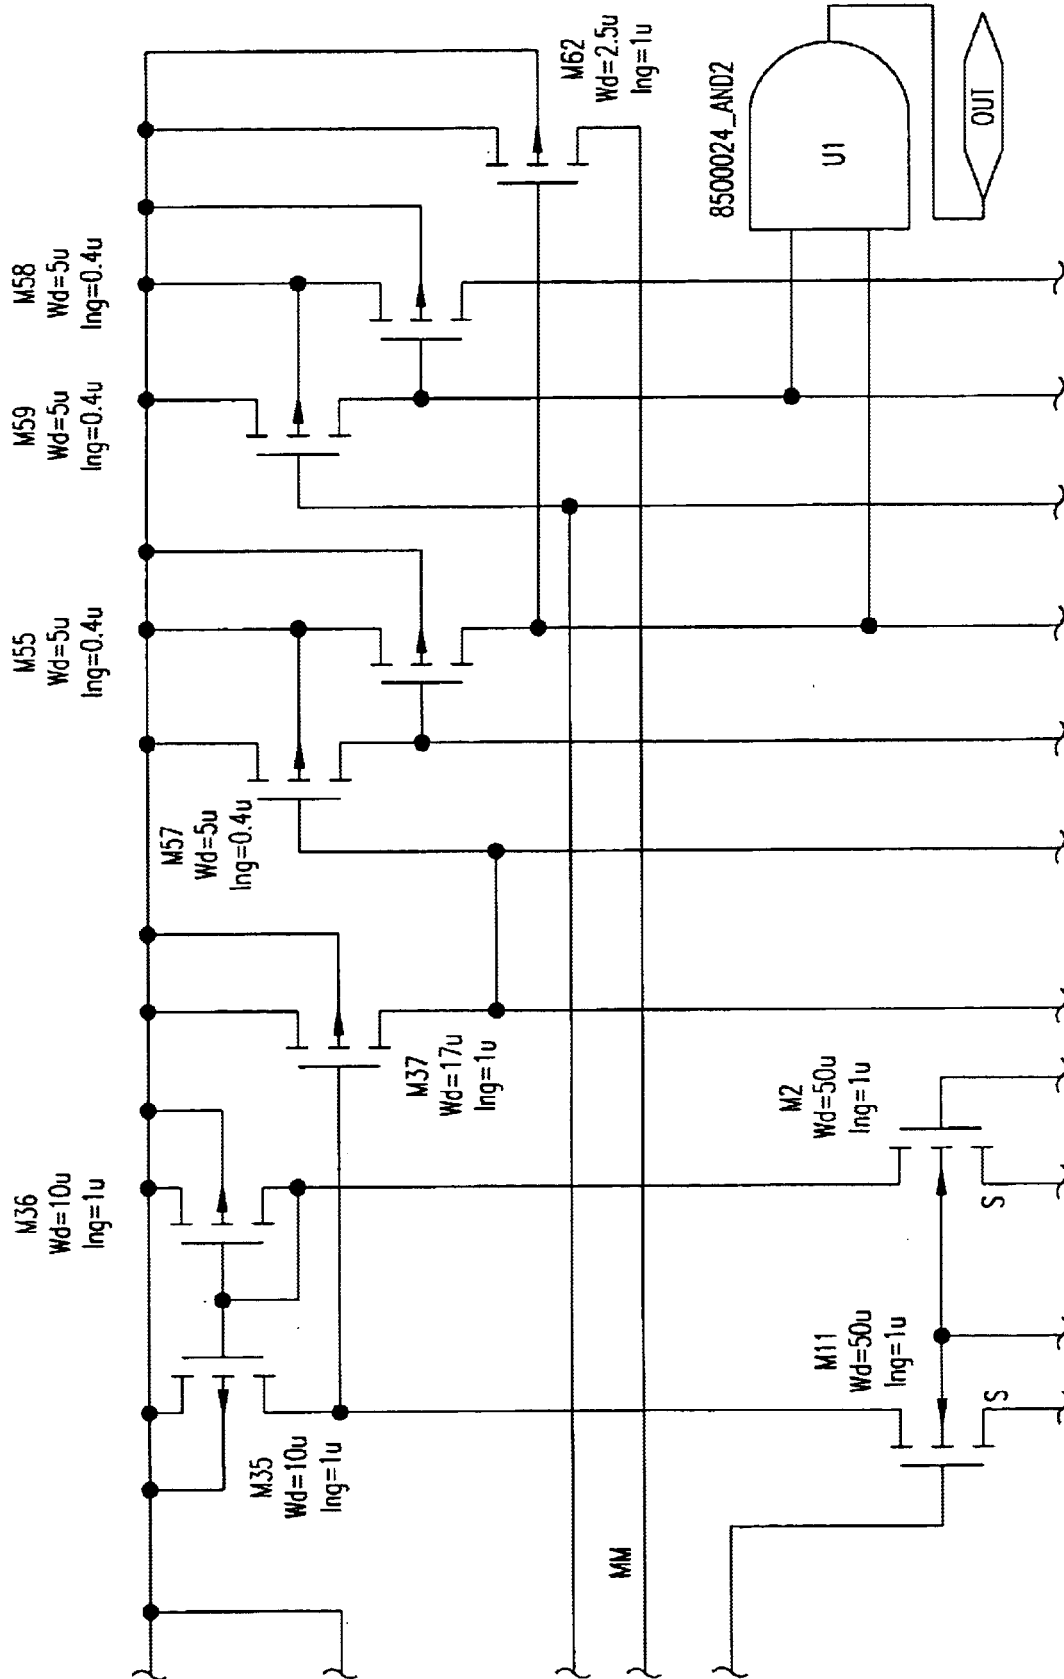 M36
Wd=10u
lng=1u
M35
Wd=10u
lng=1u
M37
Wd=17u
lng=1u
M57
Wd=5u
lng=0.4u
M55
Wd=5u
lng=0.4u
M59
Wd=5u
lng=0.4u
M58
Wd=5u
lng=0.4u
M62
Wd=2.5u
lng=1u
MM
M11
Wd=50u
lng=1u
S
M2
Wd=50u
lng=1u
S
8500024_AND2
U1
OUT